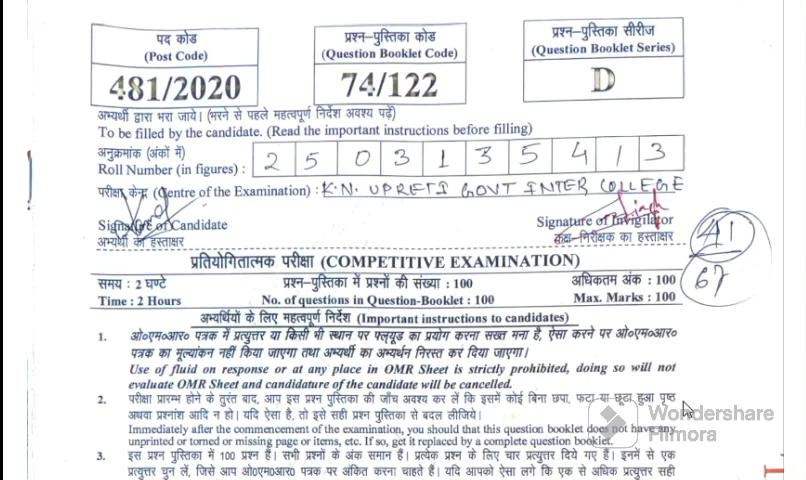 पद कोड
(Post Code)
481/2020
प्रश्न-पुस्तिका कोड
(Question Booklet Code)
74/122
प्रश्न-पुस्तिका सीरीज
(Question Booklet Series)
D
अभ्यर्थी द्वारा भरा जाये। (भरने से पहले महत्वपूर्ण निर्देश अवश्य पढ़ें)
To be filled by the candidate. (Read the important instructions before filling)
अनुक्रमांक (अंकों में)
Roll Number (in figures) : 2 5 0 3 1 3 5 4 1 3
परीक्षा केन्द्र (Centre of the Examination) : K.N. UPRETI GOVT INTER COLLEGE
Signature of Candidate
अभ्यर्थी का हस्ताक्षर
Signature of Invigilator
कक्ष-निरीक्षक का हस्ताक्षर
41
67
प्रतियोगितात्मक परीक्षा (COMPETITIVE EXAMINATION)
समय : 2 घण्टे प्रश्न-पुस्तिका में प्रश्नों की संख्या : 100 अधिकतम अंक : 100
Time : 2 Hours No. of questions in Question-Booklet : 100 Max. Marks : 100
अभ्यर्थियों के लिए महत्वपूर्ण निर्देश (Important instructions to candidates)
1. ओ०एम०आर० पत्रक में प्रत्युत्तर या किसी भी स्थान पर फ्ल्यूड का प्रयोग करना सख्त मना है, ऐसा करने पर ओ०एम०आर०
पत्रक का मूल्यांकन नहीं किया जाएगा तथा अभ्यर्थी का अभ्यर्थन निरस्त कर दिया जाएगा।
Use of fluid on response or at any place in OMR Sheet is strictly prohibited, doing so will not
evaluate OMR Sheet and candidature of the candidate will be cancelled.
2. परीक्षा प्रारम्भ होने के तुरंत बाद, आप इस प्रश्न पुस्तिका की जाँच अवश्य कर लें कि इसमें कोई बिना छपा, फटा या छूटा हुआ पृष्ठ
अथवा प्रश्नांश आदि न हो। यदि ऐसा है, तो इसे सही प्रश्न पुस्तिका से बदल लीजिये।
Immediately after the commencement of the examination, you should that this question booklet does not have any
unprinted or torned or missing page or items, etc. If so, get it replaced by a complete question booklet.
Wondershare
Filmora
3. इस प्रश्न पुस्तिका में 100 प्रश्न हैं। सभी प्रश्नों के अंक समान हैं। प्रत्येक प्रश्न के लिए चार प्रत्युत्तर दिये गए हैं। इनमें से एक
प्रत्युत्तर चुन लें, जिसे आप ओ०एम०आर० पत्रक पर अंकित करना चाहते हैं। यदि आपको ऐसा लगे कि एक से अधिक प्रत्युत्तर सही